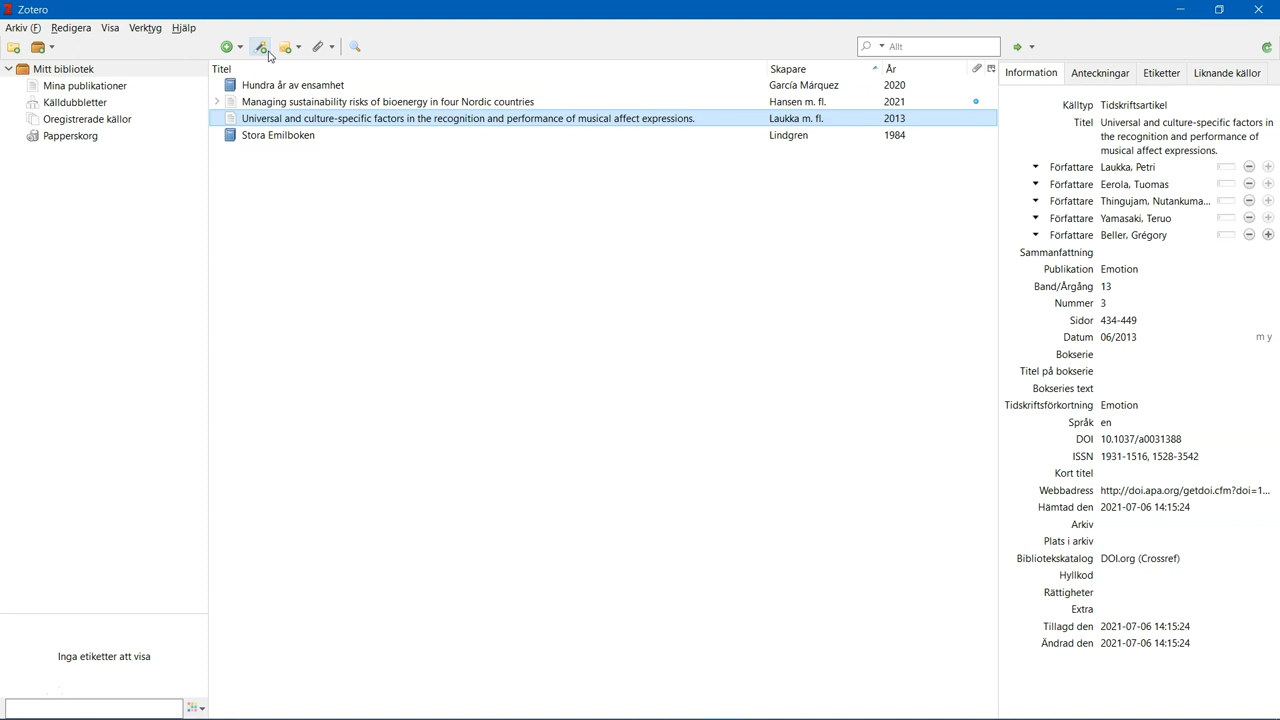 Zotero
Arkiv (F) Redigera Visa Verktyg Hjälp
Allt
Mitt bibliotek
Mina publikationer
Källdubbletter
Oregistrerade källor
Papperskorg
Inga etiketter att visa
Titel Skapare År
Hundra år av ensamhet García Márquez 2020
Managing sustainability risks of bioenergy in four Nordic countries Hansen m. fl. 2021
Universal and culture-specific factors in the recognition and performance of musical affect expressions. Laukka m. fl. 2013
Stora Emilboken Lindgren 1984
Information Anteckningar Etiketter Liknande källor
Källtyp Tidskriftsartikel
Titel Universal and culture-specific factors in
the recognition and performance of
musical affect expressions.
Författare Laukka, Petri
Författare Eerola, Tuomas
Författare Thingujam, Nutankuma...
Författare Yamasaki, Teruo
Författare Beller, Grégory
Sammanfattning
Publikation Emotion
Band/Årgång 13
Nummer 3
Sidor 434-449
Datum 06/2013 m y
Bokserie
Titel på bokserie
Bokseries text
Tidskriftsförkortning Emotion
Språk en
DOI 10.1037/a0031388
ISSN 1931-1516, 1528-3542
Kort titel
Webbadress http://doi.apa.org/getdoi.cfm?doi=1...
Hämtad den 2021-07-06 14:15:24
Arkiv
Plats i arkiv
Bibliotekskatalog DOI.org (Crossref)
Hyllkod
Rättigheter
Extra
Tillagd den 2021-07-06 14:15:24
Ändrad den 2021-07-06 14:15:24